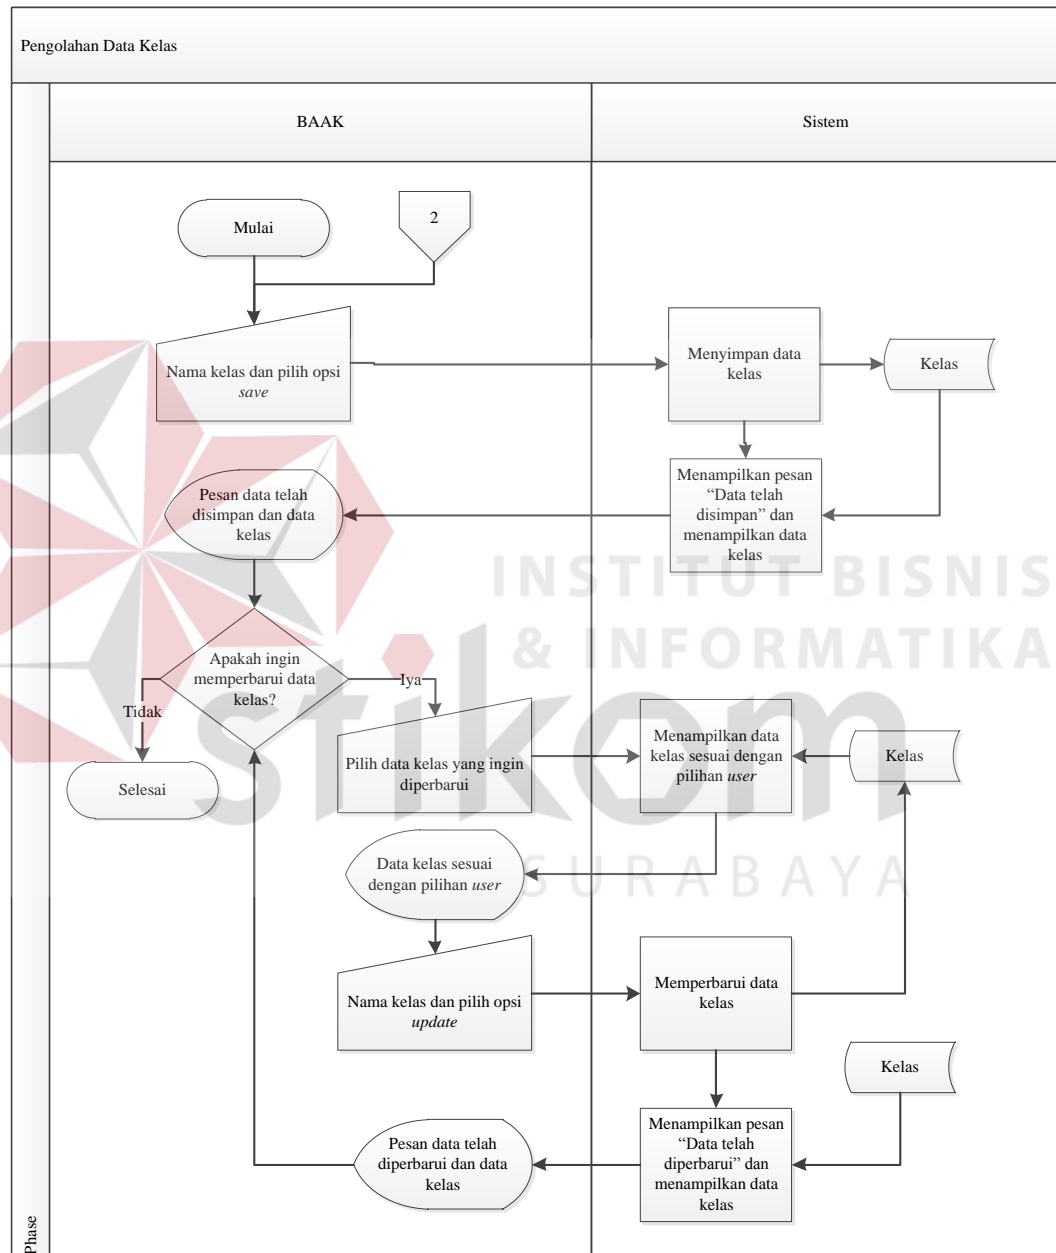 Pengolahan Data Kelas
BAAK
Sistem
Mulai
2
Nama kelas dan pilih opsi
save
Menyimpan data
kelas
Kelas
Pesan data telah
disimpan dan data
kelas
Menampilkan pesan
“Data telah
disimpan” dan
menampilkan data
kelas
INSTITUT BISNIS
& INFORMATIKA
stikom
SURABAYA
Apakah ingin
memperbarui data
kelas?
Tidak
Iya
Selesai
Pilih data kelas yang ingin
diperbarui
Menampilkan data
kelas sesuai dengan
pilihan user
Kelas
Data kelas sesuai
dengan pilihan user
Nama kelas dan pilih opsi
update
Memperbarui data
kelas
Kelas
Pesan data telah
diperbarui dan data
kelas
Menampilkan pesan
“Data telah
diperbarui” dan
menampilkan data
kelas
Phase